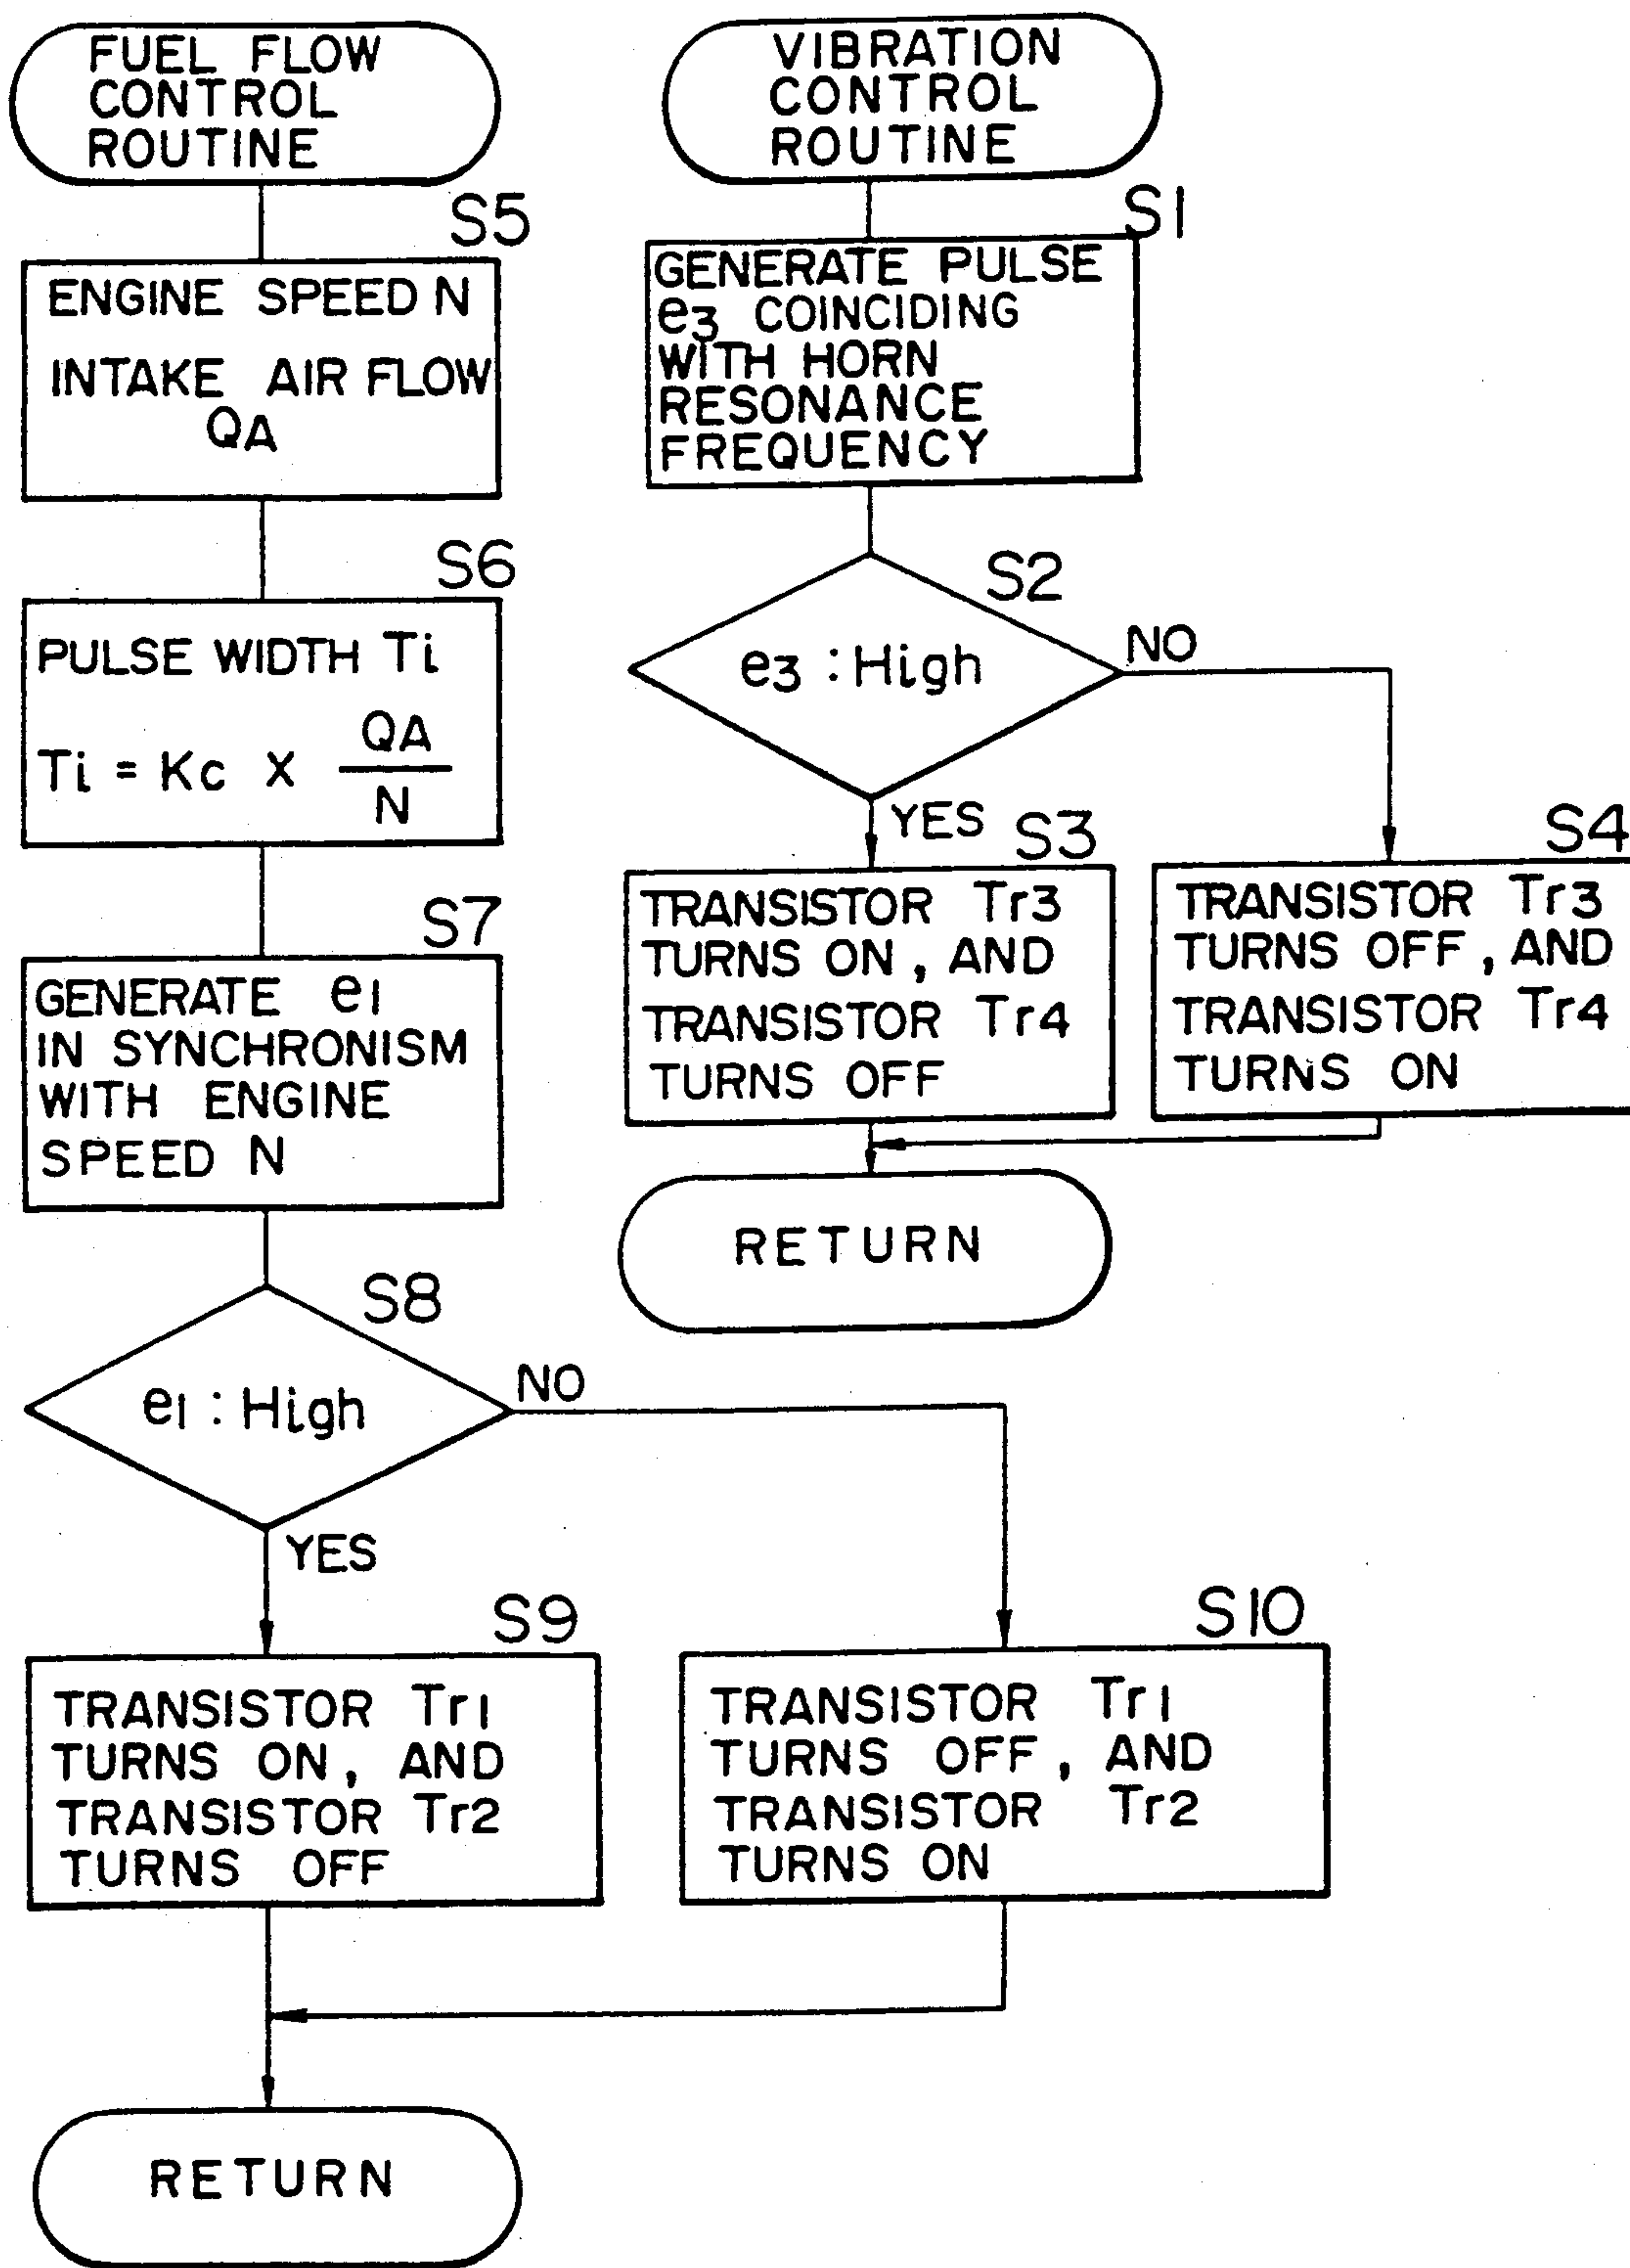 FUEL FLOW
CONTROL
ROUTINE
S5
ENGINE SPEED N
INTAKE AIR FLOW
QA
S6
PULSE WIDTH Ti
Ti = Kc x QA
N
S7
GENERATE e1
IN SYNCHRONISM
WITH ENGINE
SPEED N
S8
e1 : High
NO
YES
S9
TRANSISTOR Tr1
TURNS ON, AND
TRANSISTOR Tr2
TURNS OFF
S10
TRANSISTOR Tr1
TURNS OFF, AND
TRANSISTOR Tr2
TURNS ON
RETURN
VIBRATION
CONTROL
ROUTINE
S1
GENERATE PULSE
e3 COINCIDING
WITH HORN
RESONANCE
FREQUENCY
S2
e3 : High
NO
YES
S3
TRANSISTOR Tr3
TURNS ON, AND
TRANSISTOR Tr4
TURNS OFF
S4
TRANSISTOR Tr3
TURNS OFF, AND
TRANSISTOR Tr4
TURNS ON
RETURN